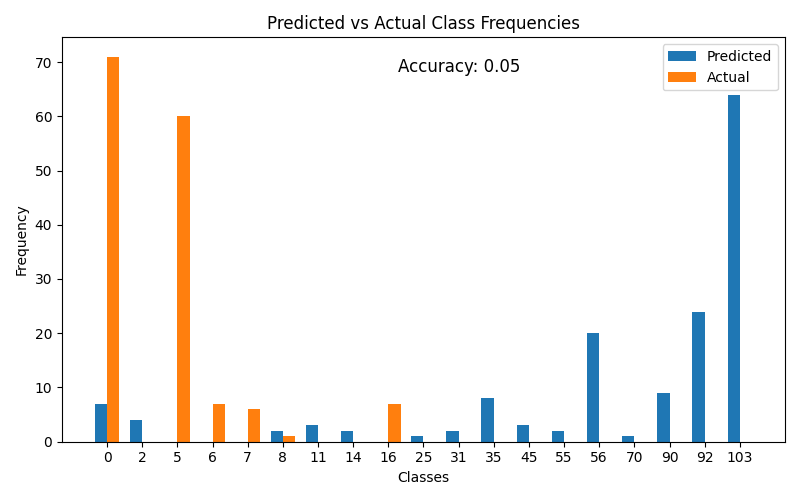 Predicted vs Actual Class Frequencies
Accuracy: 0.05
Predicted
Actual
Frequency
70
60
50
40
30
20
10
0
0 2 5 6 7 8 11 14 16 25 31 35 45 55 56 70 90 92 103
Classes